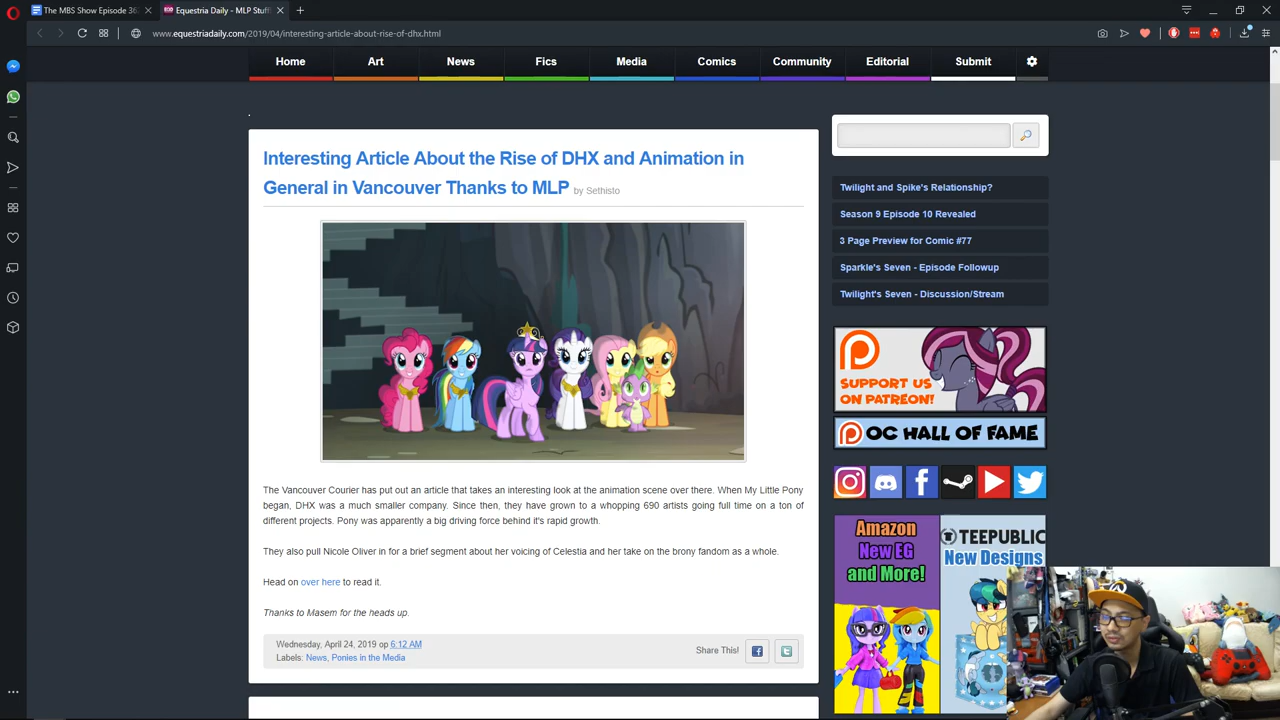 The MBS Show Episode 36
Equestria Daily - MLP Stuff
www.equestriadaily.com/2019/04/interesting-article-about-rise-of-dhx.html
Home
Art
News
Fics
Media
Comics
Community
Editorial
Submit
Interesting Article About the Rise of DHX and Animation in
General in Vancouver Thanks to MLP by Sethisto
The Vancouver Courier has put out an article that takes an interesting look at the animation scene over there. When My Little Pony
began, DHX was a much smaller company. Since then, they have grown to a whopping 690 artists going full time on a ton of
different projects. Pony was apparently a big driving force behind it's rapid growth.
They also pull Nicole Oliver in for a brief segment about her voicing of Celestia and her take on the brony fandom as a whole.
Head on over here to read it.
Thanks to Masem for the heads up.
Wednesday, April 24, 2019 op 6:12 AM
Labels: News, Ponies in the Media
Share This!
Twilight and Spike's Relationship?
Season 9 Episode 10 Revealed
3 Page Preview for Comic #77
Sparkle's Seven - Episode Followup
Twilight's Seven - Discussion/Stream
SUPPORT US
ON PATREON!
OC HALL OF FAME
Amazon
New EG
and More!
TEEPUBLIC
New Designs